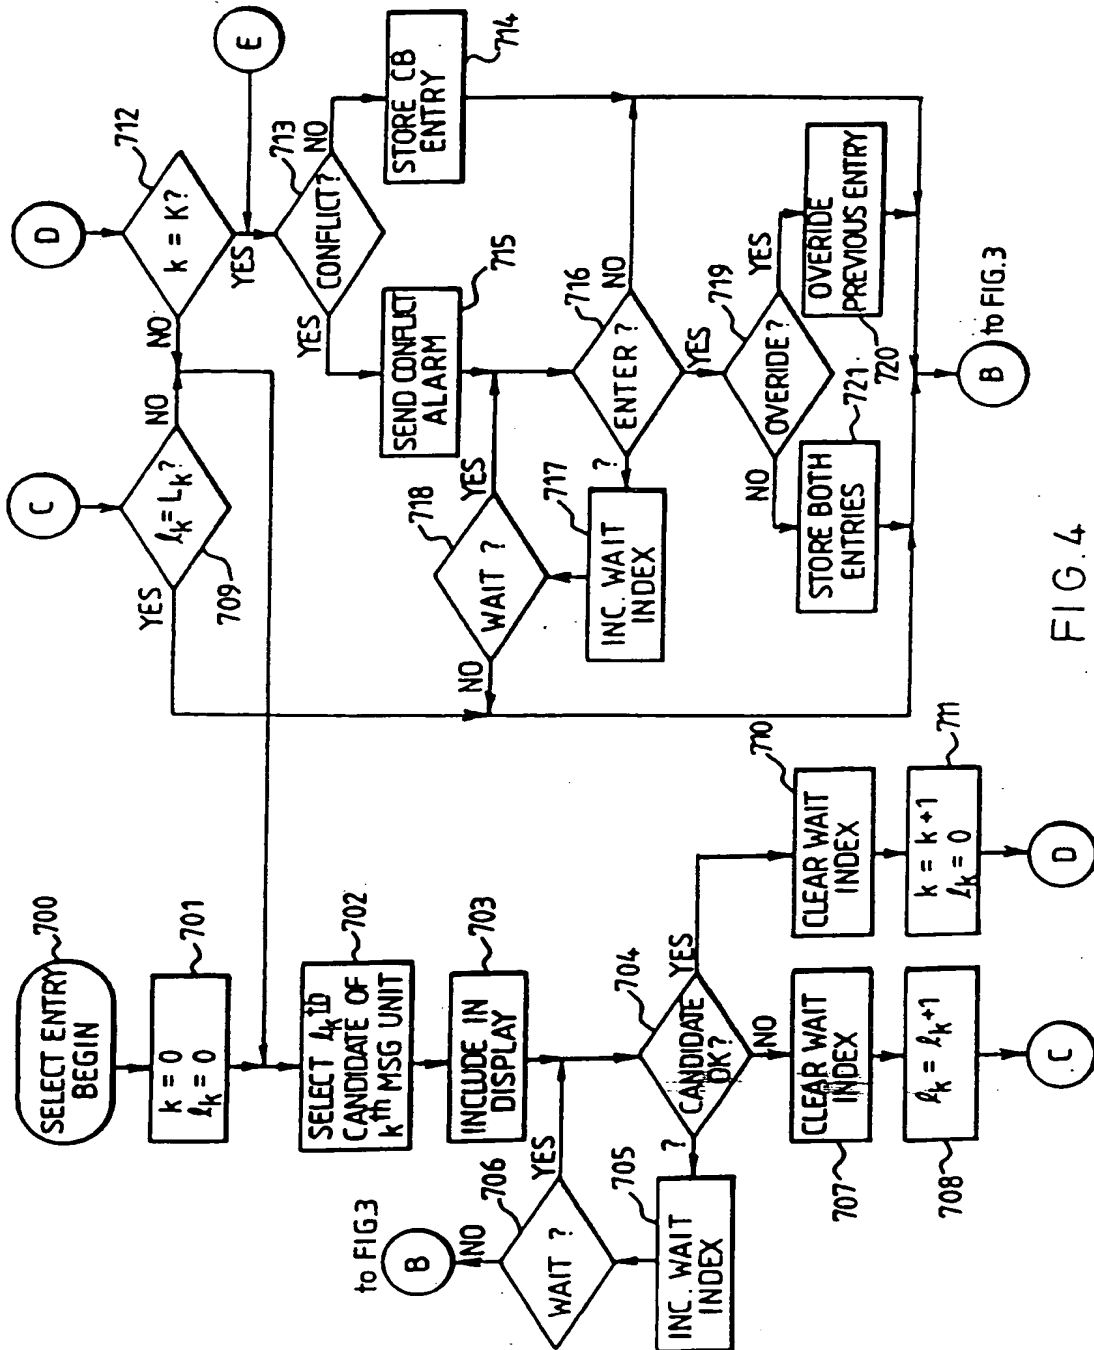 SELECT ENTRY
BEGIN
700
k = 0
ℓk = 0
701
SELECT ℓk th
CANDIDATE OF
kth MSG UNIT
702
INCLUDE IN
DISPLAY
703
CANDIDATE
OK?
704
YES
NO
?
INC. WAIT
INDEX
705
WAIT ?
706
YES
NO
B
to FIG.3
CLEAR WAIT
INDEX
707
ℓk = ℓk+1
708
C
CLEAR WAIT
INDEX
710
k = k+1
ℓk = 0
711
D
C
ℓk = Lk?
709
YES
NO
D
k = K?
712
NO
YES
E
CONFLICT?
713
YES
NO
STORE CB
ENTRY
714
SEND CONFLICT
ALARM
715
ENTER ?
716
NO
YES
?
INC. WAIT
INDEX
717
WAIT ?
718
YES
NO
OVERRIDE?
719
YES
NO
OVERRIDE
PREVIOUS ENTRY
720
STORE BOTH
ENTRIES
721
B
to FIG.3
FIG.4